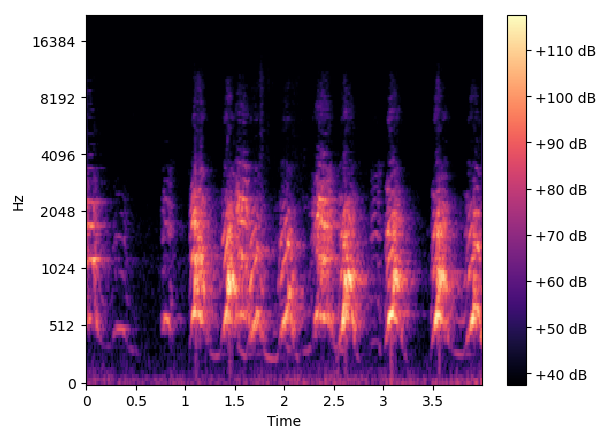 16384
8192
4096
2048
1024
512
0
Hz
0
0.5
1
1.5
2
2.5
3
3.5
Time
+110 dB
+100 dB
+90 dB
+80 dB
+70 dB
+60 dB
+50 dB
+40 dB